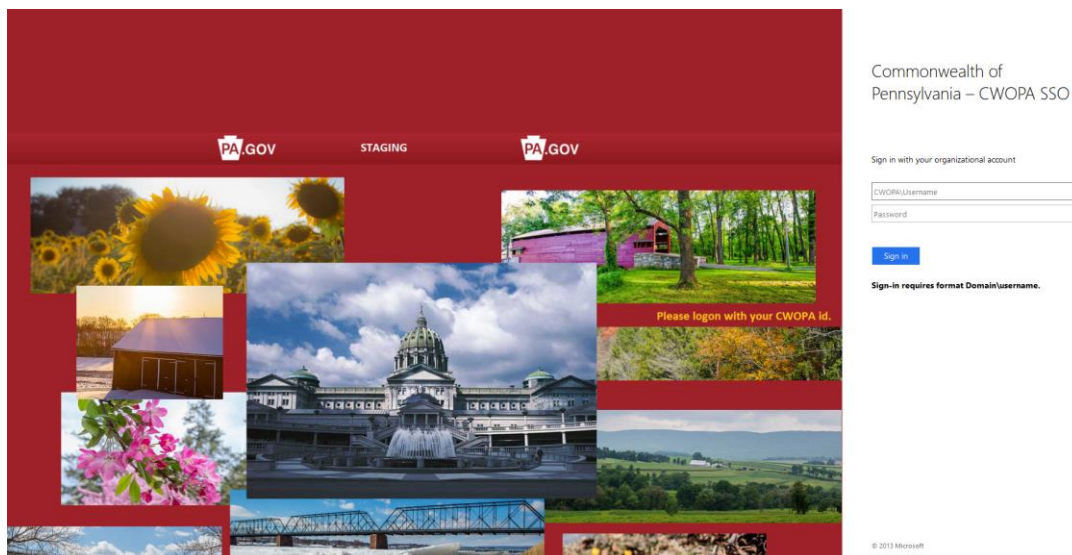 PA.GOV
STAGING
PA.GOV
Please logon with your CWOPA id.
Commonwealth of
Pennsylvania – CWOPA SSO
Sign in with your organizational account
CWOPA\Username
Password
Sign in
Sign-in requires format Domain\username.
© 2013 Microsoft